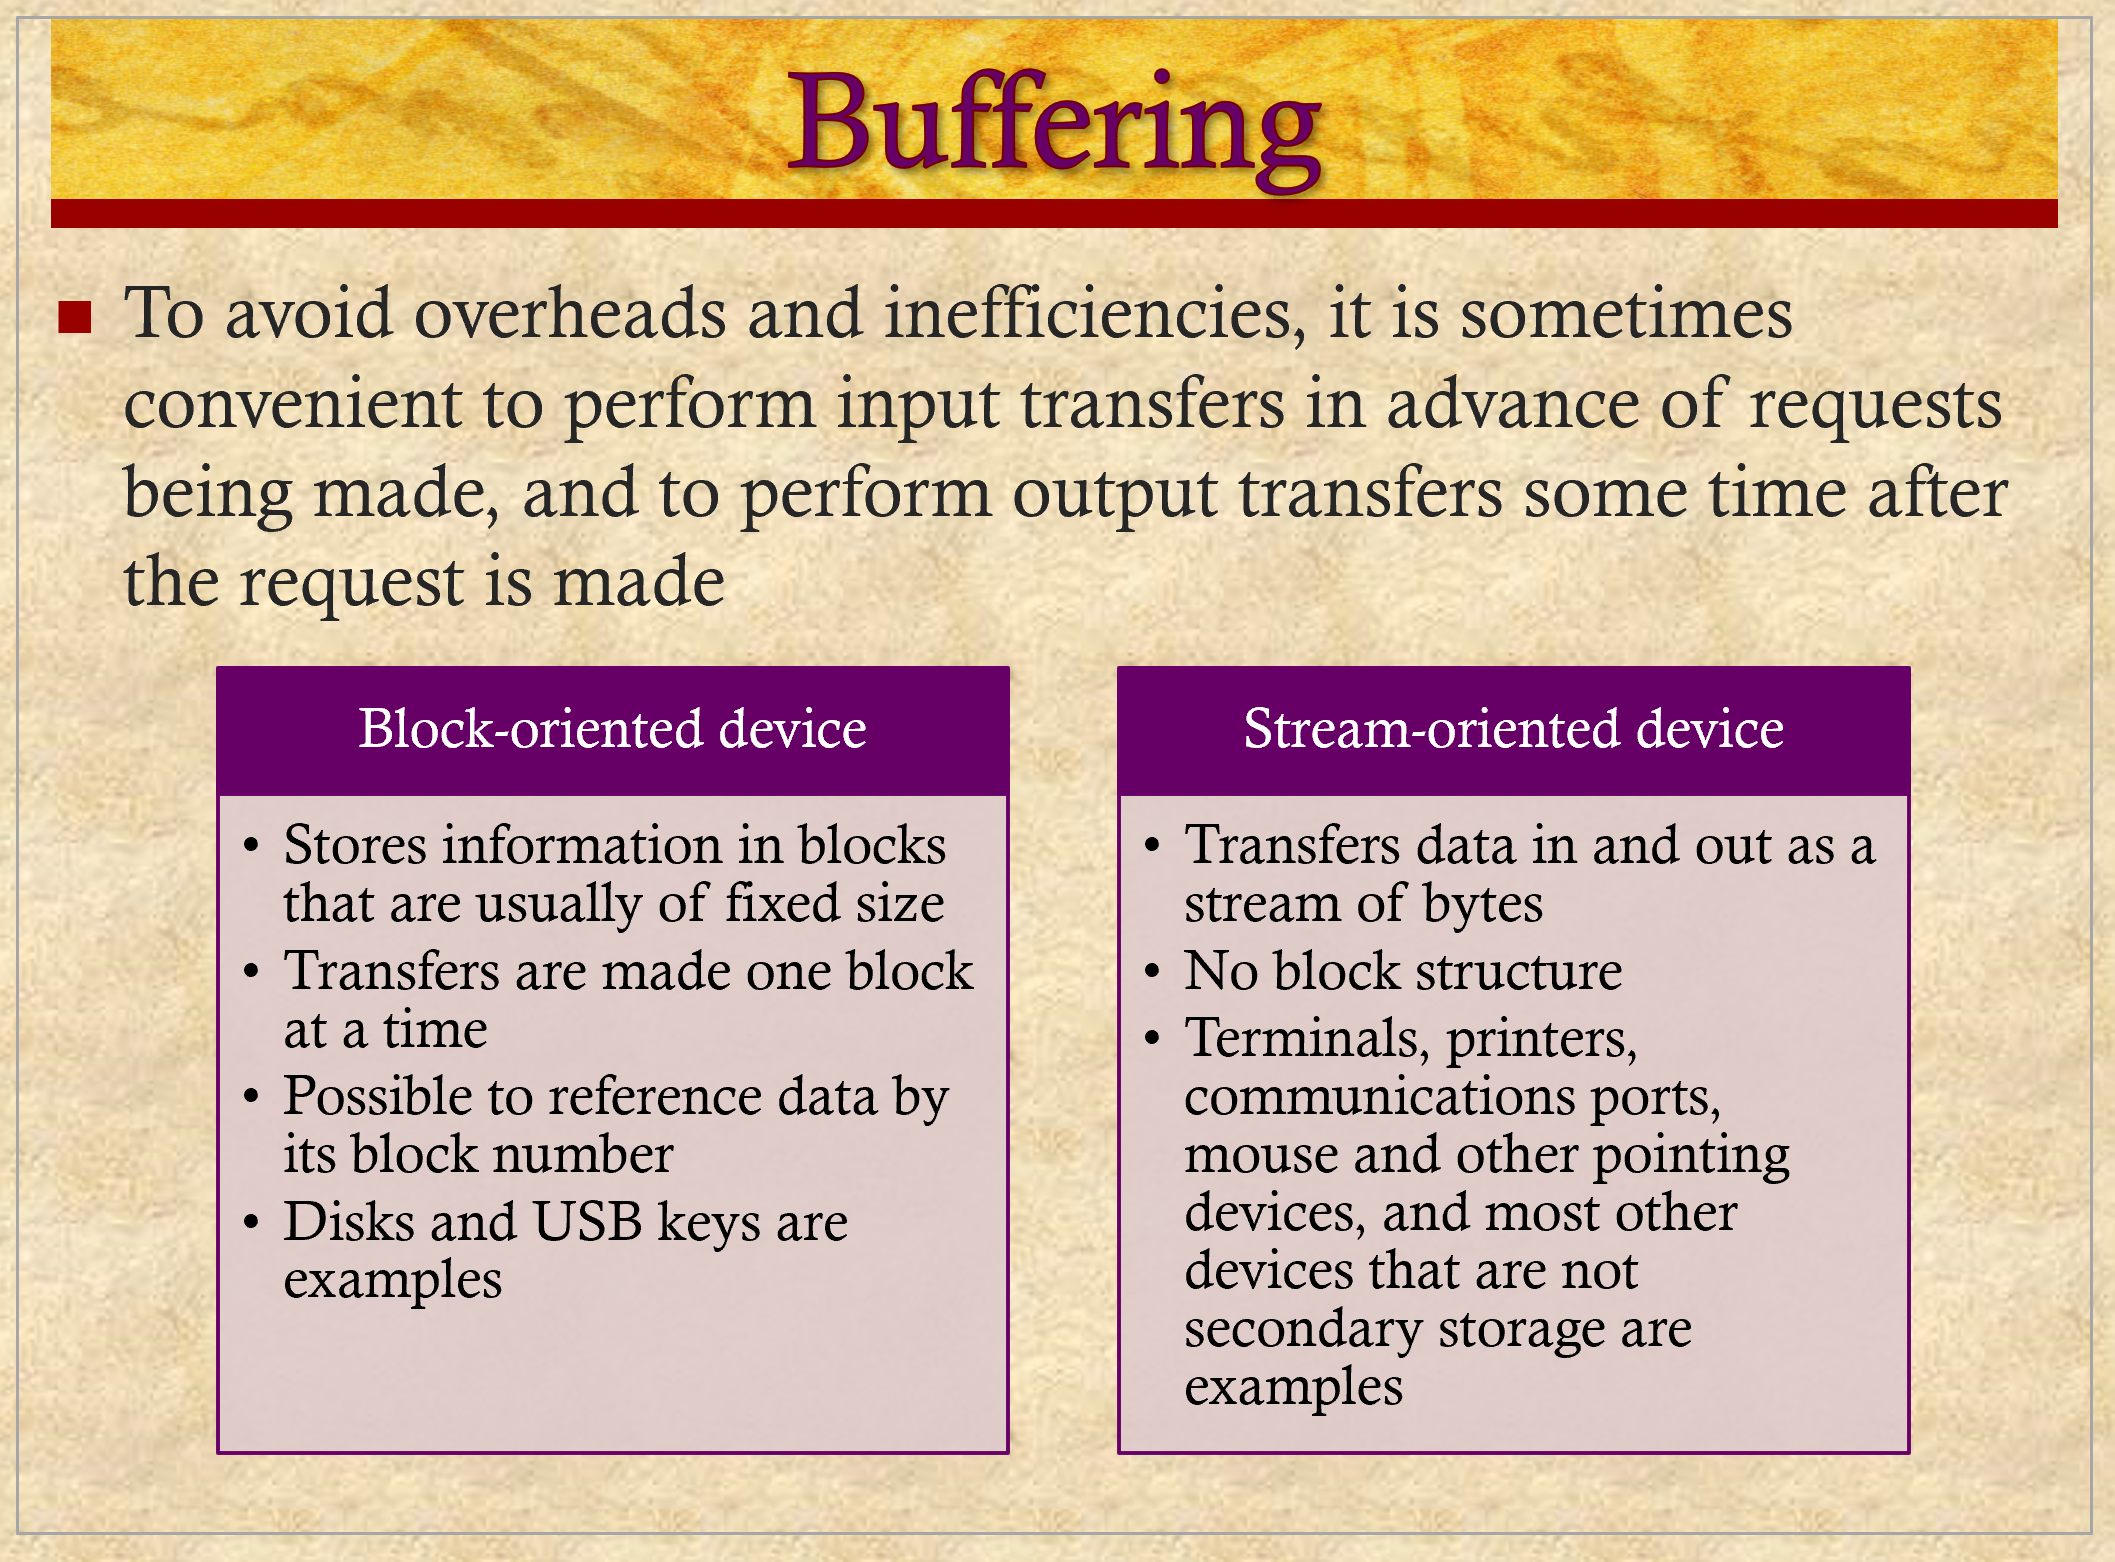 Buffering
■ To avoid overheads and inefficiencies, it is sometimes
convenient to perform input transfers in advance of requests
being made, and to perform output transfers some time after
the request is made
Block-oriented device
• Stores information in blocks
that are usually of fixed size
• Transfers are made one block
at a time
• Possible to reference data by
its block number
• Disks and USB keys are
examples
Stream-oriented device
• Transfers data in and out as a
stream of bytes
• No block structure
• Terminals, printers,
communications ports,
mouse and other pointing
devices, and most other
devices that are not
secondary storage are
examples